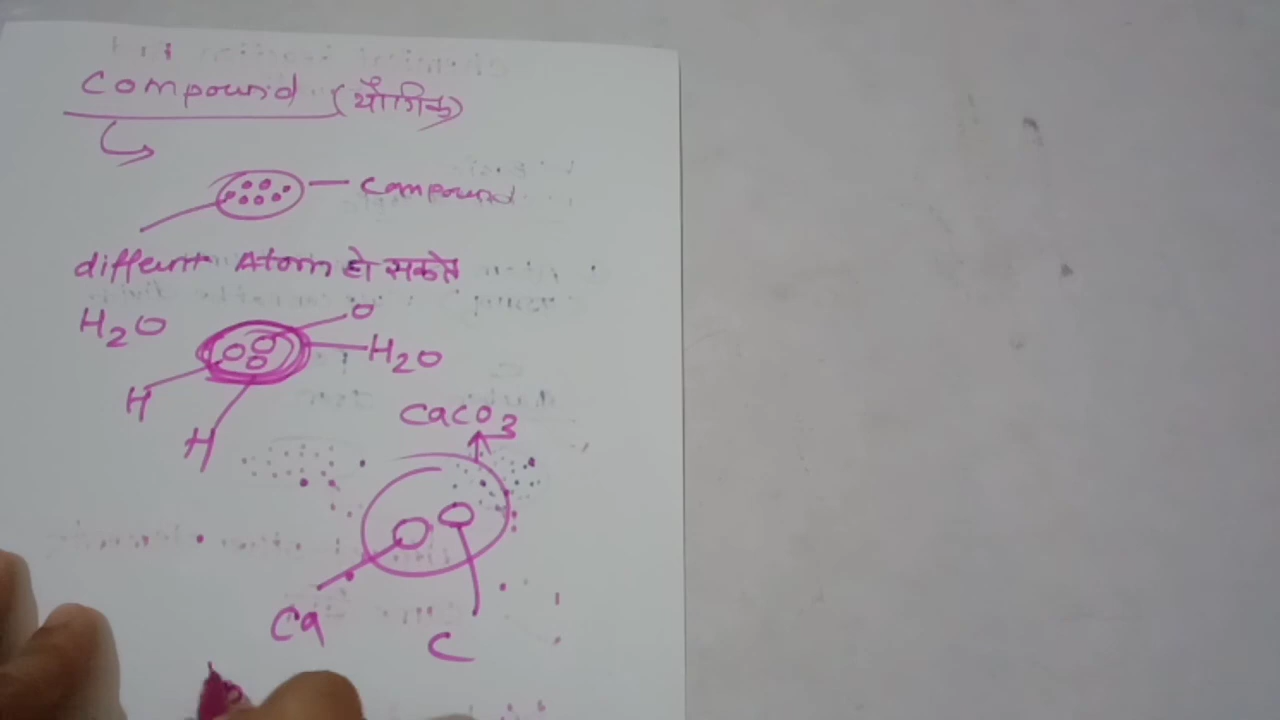 compound (यौगिक)
compound
different Atom हो सकते
H2O
O
H2O
H
H
CaCO3
Ca
C